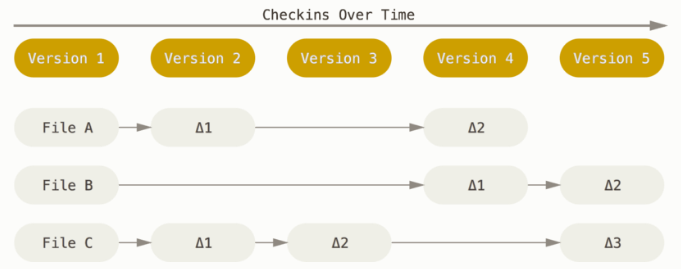 Checkins Over Time
Version 1 Version 2 Version 3 Version 4 Version 5
File A Δ1 Δ2
File B Δ1 Δ2
File C Δ1 Δ2 Δ3